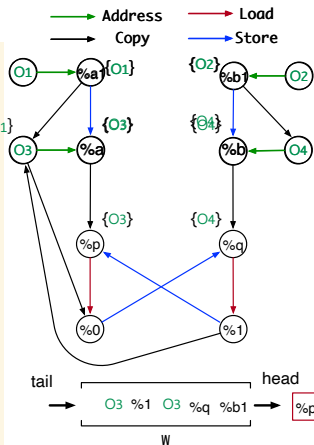 Address Load
Copy Store
O1 %a1 {O1} {O2} %b1 O2
1} {O3}
O3 %a %b O4
{O3} {O4}
%p %q
%0 %1
tail head
O3 %1 O3 %q %b1 %p
W